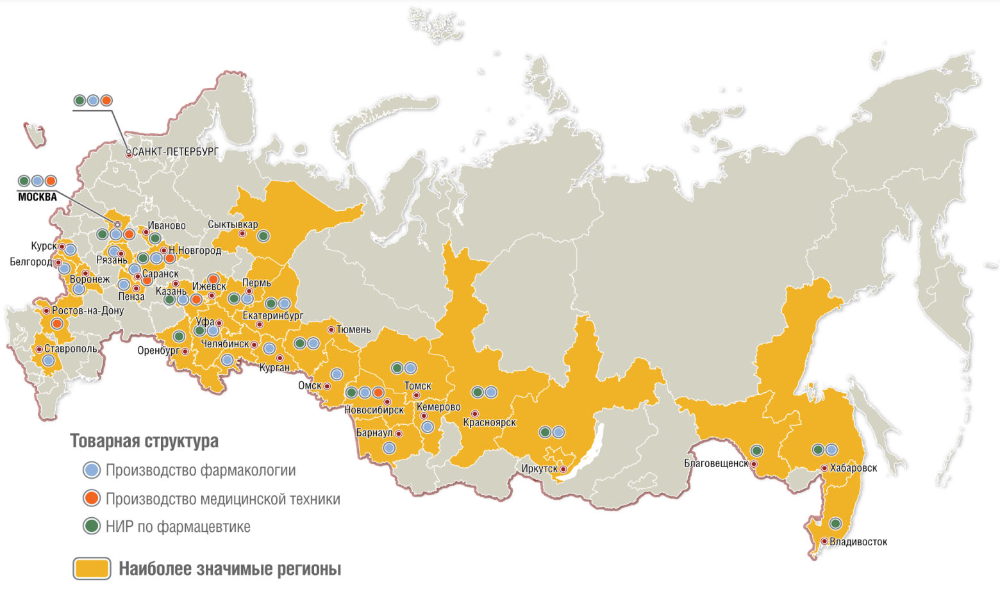 САНКТ-ПЕТЕРБУРГ
МОСКВА
Иваново
Сыктывкар
Курск
Н.Новгород
Белгород
Рязань
Саранск
Воронеж
Ижевск
Пермь
Пенза
Казань
Ростов-на-Дону
Екатеринбург
Уфа
Тюмень
Ставрополь
Оренбург
Челябинск
Курган
Омск
Томск
Новосибирск
Кемерово
Красноярск
Барнаул
Иркутск
Благовещенск
Хабаровск
Владивосток
Товарная структура
Производство фармакологии
Производство медицинской техники
НИР по фармацевтике
Наиболее значимые регионы